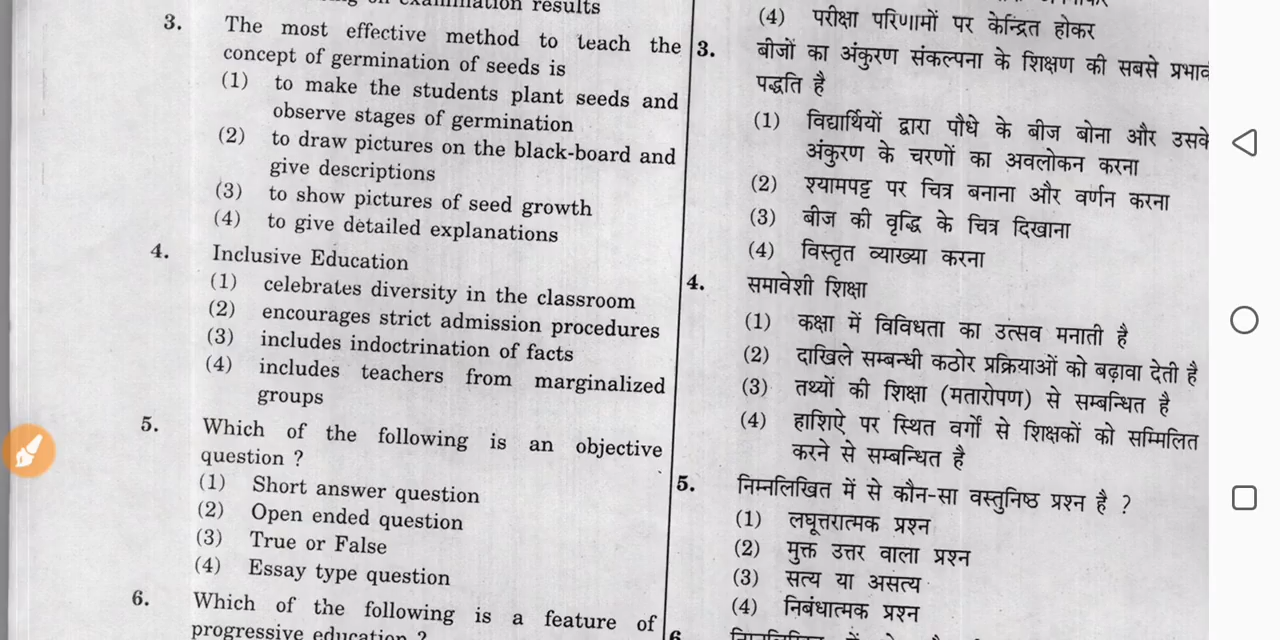 examination results
3. The most effective method to teach the
concept of germination of seeds is
(1) to make the students plant seeds and
observe stages of germination
(2) to draw pictures on the black-board and
give descriptions
(3) to show pictures of seed growth
(4) to give detailed explanations
4. Inclusive Education
(1) celebrates diversity in the classroom
(2) encourages strict admission procedures
(3) includes indoctrination of facts
(4) includes teachers from marginalized
groups
5. Which of the following is an objective
question ?
(1) Short answer question
(2) Open ended question
(3) True or False
(4) Essay type question
6. Which of the following is a feature of
progressive education ?
(4) परीक्षा परिणामों पर केन्द्रित होकर
3. बीजों का अंकुरण संकल्पना के शिक्षण की सबसे
पद्धति है
(1) विद्यार्थियों द्वारा पौधे के बीज बोना और उसके
अंकुरण के चरणों का अवलोकन करना
(2) श्यामपट्ट पर चित्र बनाना और वर्णन करना
(3) बीज की वृद्धि के चित्र दिखाना
(4) विस्तृत व्याख्या करना
4. समावेशी शिक्षा
(1) कक्षा में विविधता का उत्सव मनाती है
(2) दाखिले सम्बन्धी कठोर प्रक्रियाओं को बढ़ावा देती है
(3) तथ्यों की शिक्षा (मतारोपण) से सम्बन्धित है
(4) हाशिऐ पर स्थित वर्गों से शिक्षकों को सम्मिलित
करने से सम्बन्धित है
5. निम्नलिखित में से कौन-सा वस्तुनिष्ठ प्रश्न है ?
(1) लघूत्तरात्मक प्रश्न
(2) मुक्त उत्तर वाला प्रश्न
(3) सत्य या असत्य
(4) निबंधात्मक प्रश्न
6.